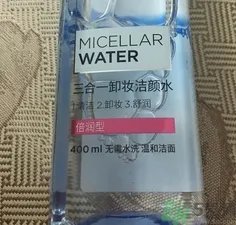 MICELLAR
WATER
三合一卸妆洁颜水
1.清洁 2.卸妆 3.舒润
倍润型
400 ml 无需水洗 温和洁面